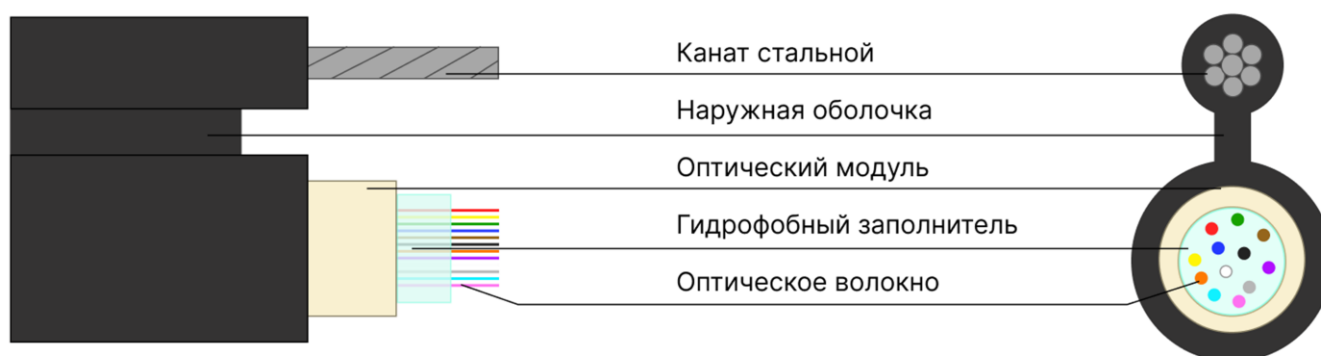 Канат стальной
Наружная оболочка
Оптический модуль
Гидрофобный заполнитель
Оптическое волокно